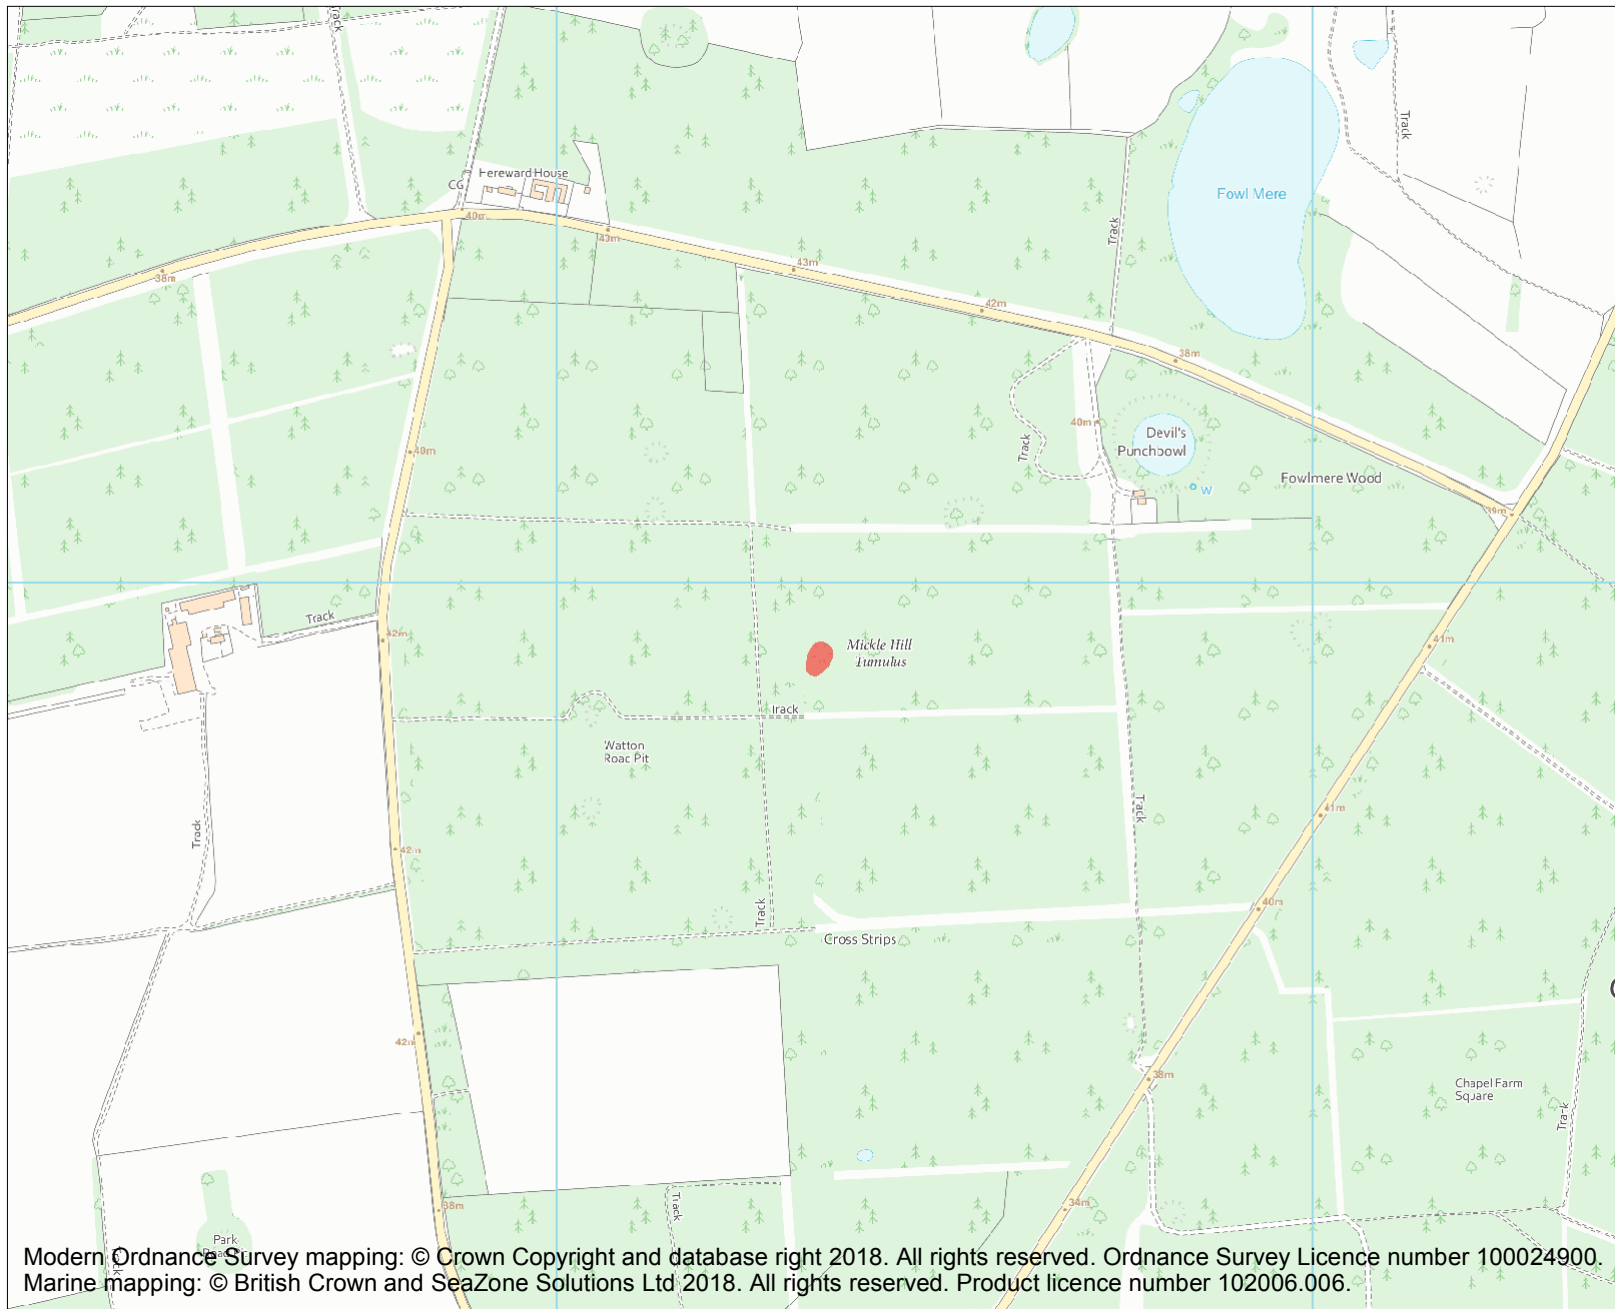 Track
Hereward House
CG
40m
43m
38m
43m
42m
38m
Track
Track
Fowl Mere
40m
Track
Devil's
Punchbowl
W
Fowlmere Wood
39m
40m
Track
42m
Mickle Hill
Tumulus
41m
Track
Watton
Track
Track
41m
42m
Track
40m
Cross Strips
42m
38m
Chapel Farm
Square
Track
38m
Track
34m
Park
Modern Ordnance Survey mapping: © Crown Copyright and database right 2018. All rights reserved. Ordnance Survey Licence number 100024900.
Marine mapping: © British Crown and SeaZone Solutions Ltd 2018. All rights reserved. Product licence number 102006.006.